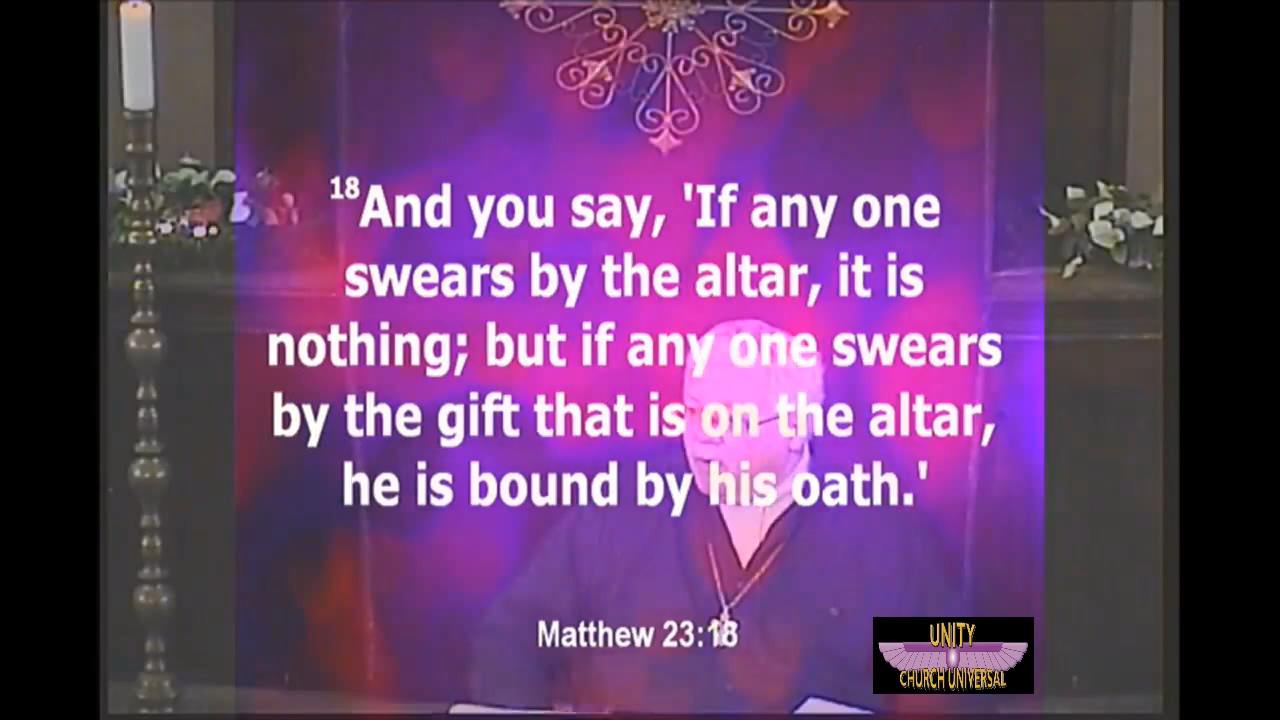 18And you say, 'If any one
swears by the altar, it is
nothing; but if any one swears
by the gift that is on the altar,
he is bound by his oath.'
Matthew 23:18
UNITY
CHURCH UNIVERSAL